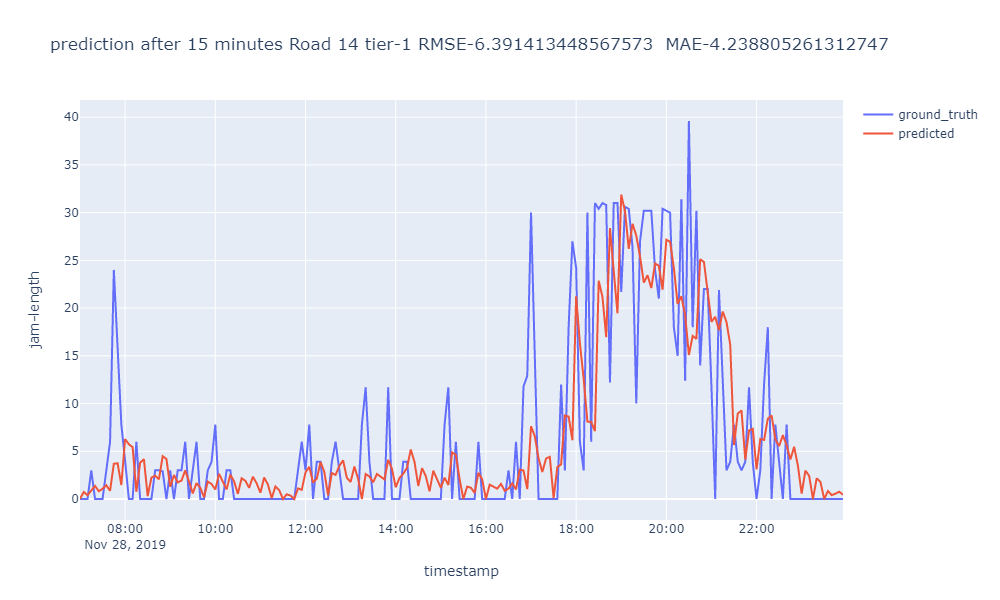 prediction after 15 minutes Road 14 tier-1 RMSE-6.391413448567573  MAE-4.238805261312747
ground_truth
predicted
jam-length
40
35
30
25
20
15
10
5
0
08:00 10:00 12:00 14:00 16:00 18:00 20:00 22:00
Nov 28, 2019
timestamp